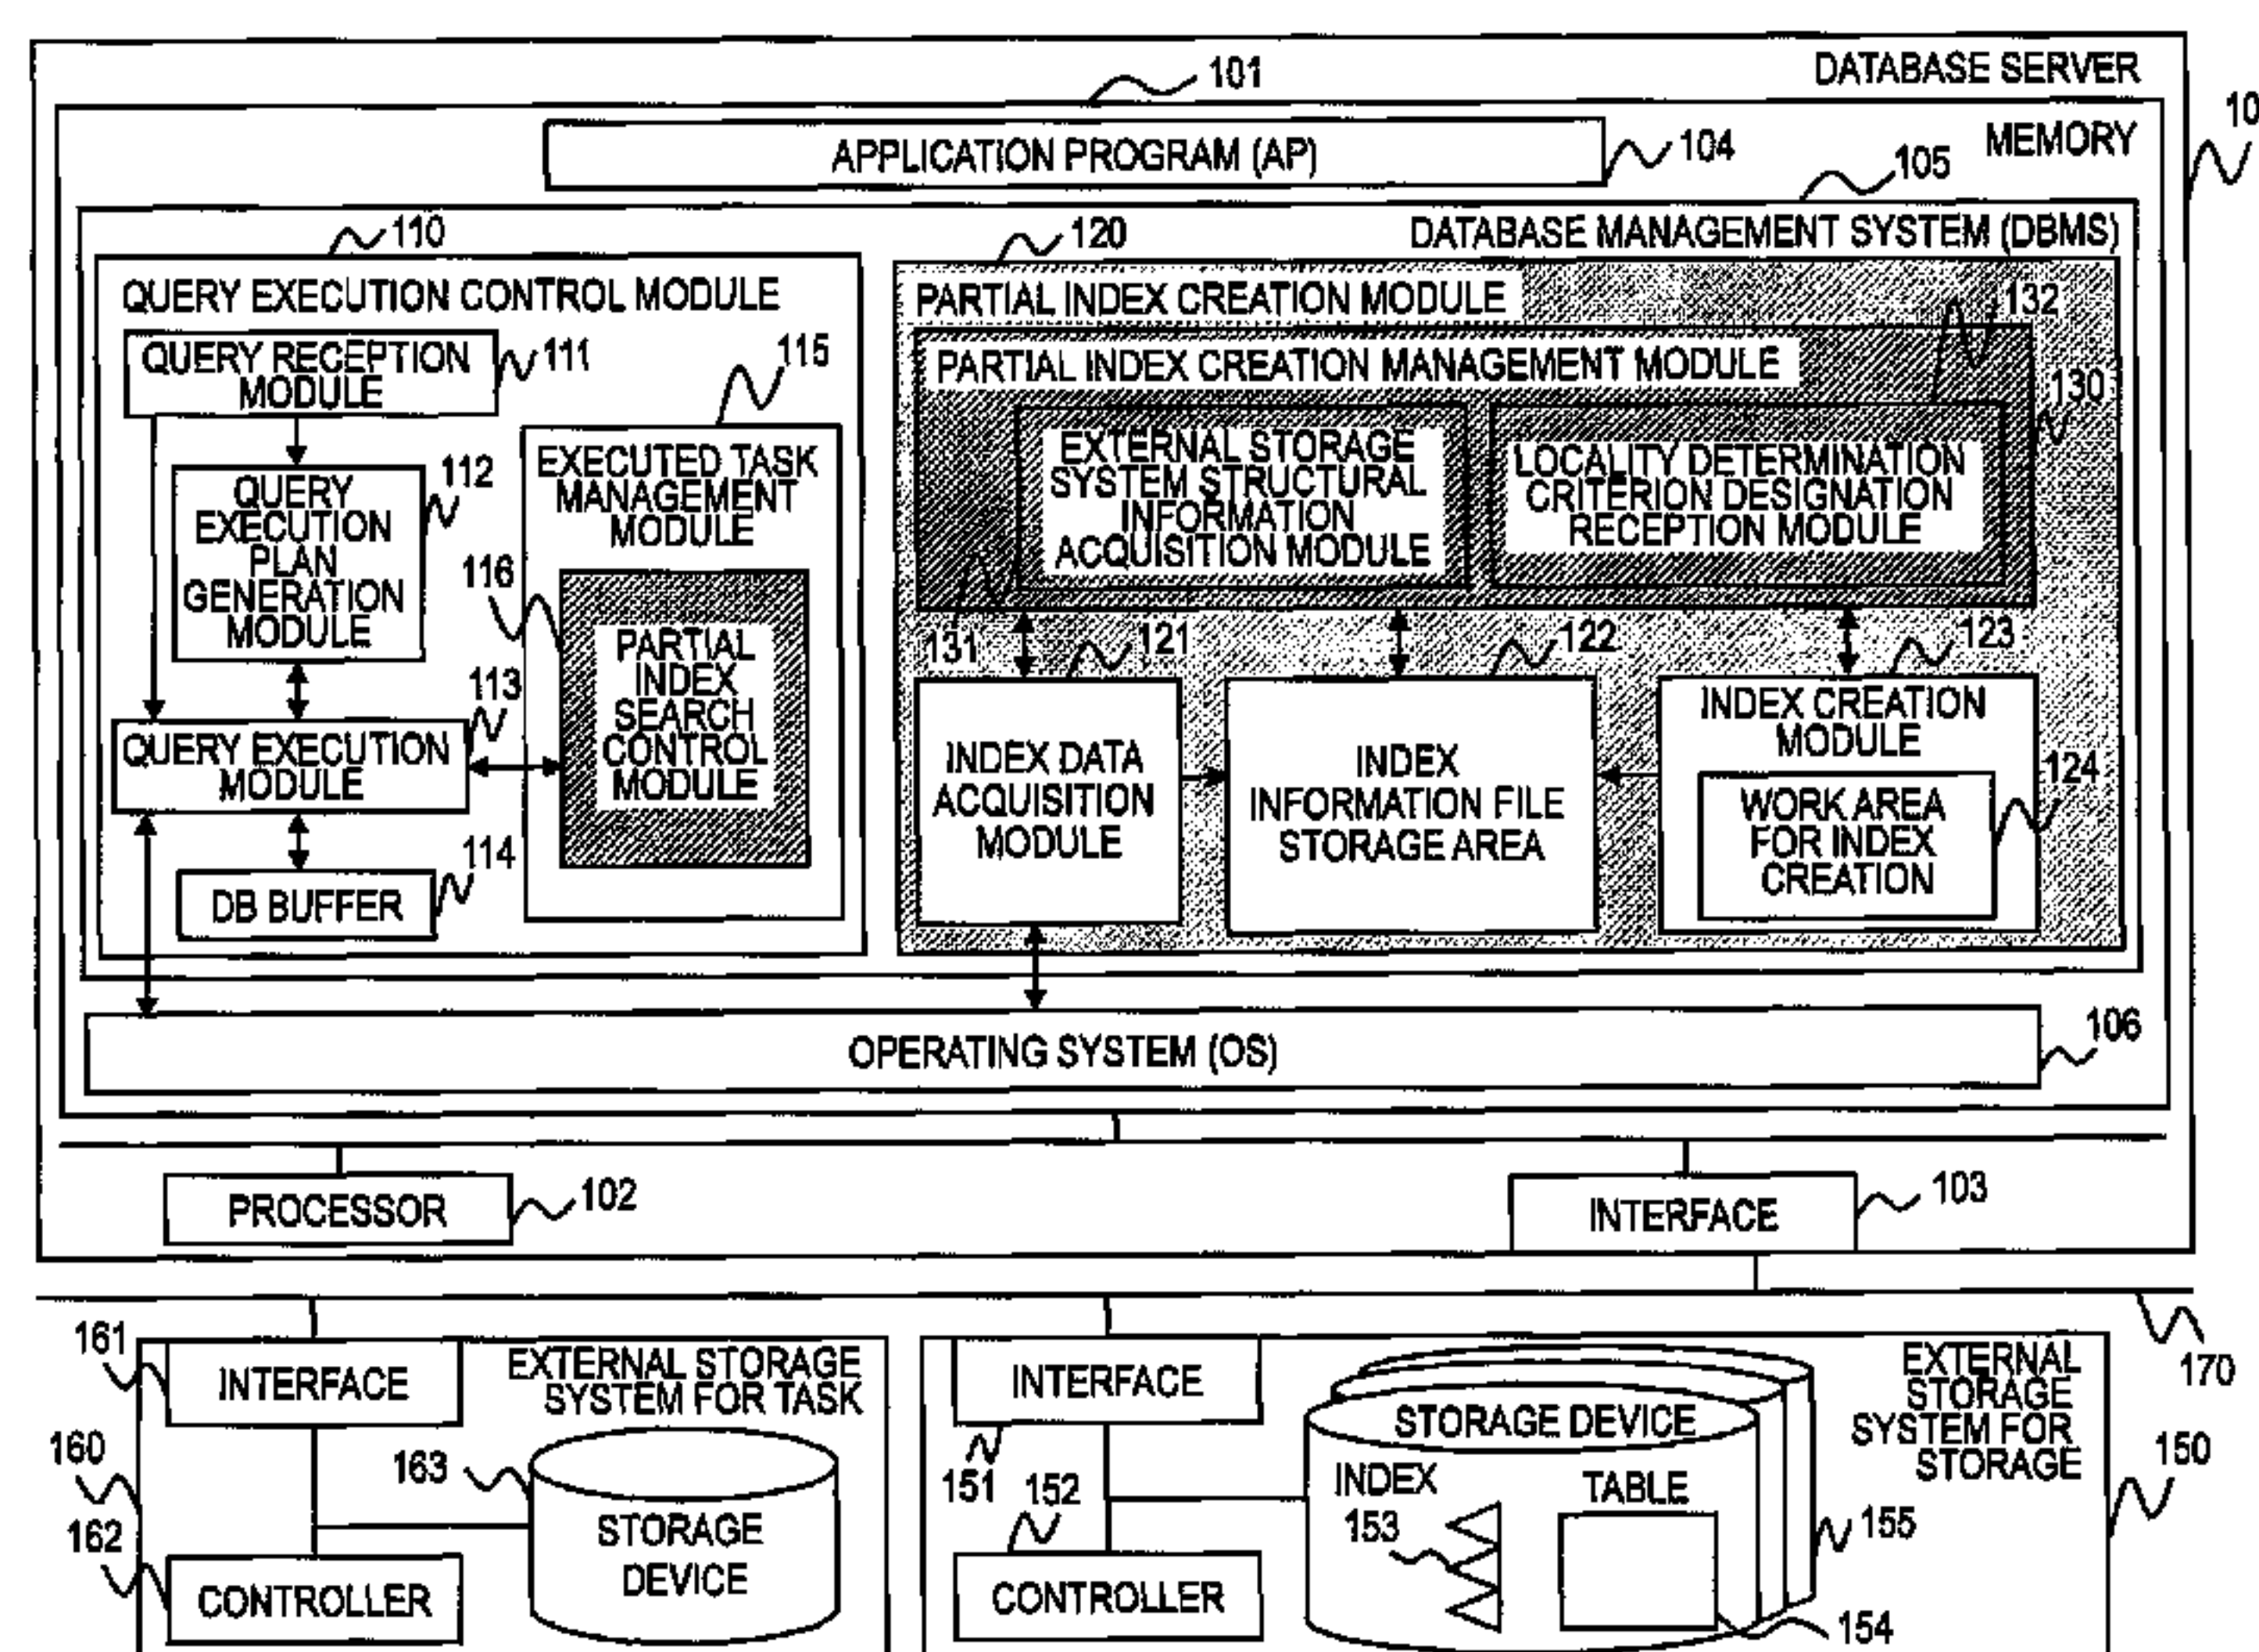 DATABASE SERVER
101
10
MEMORY
APPLICATION PROGRAM (AP)
104
105
110
120
DATABASE MANAGEMENT SYSTEM (DBMS)
QUERY EXECUTION CONTROL MODULE
PARTIAL INDEX CREATION MODULE
132
QUERY RECEPTION
MODULE
111
115
PARTIAL INDEX CREATION MANAGEMENT MODULE
130
QUERY
EXECUTION
PLAN
GENERATION
MODULE
112
EXECUTED TASK
MANAGEMENT
MODULE
EXTERNAL STORAGE
SYSTEM STRUCTURAL
INFORMATION
ACQUISITION MODULE
LOCALITY DETERMINATION
CRITERION DESIGNATION
RECEPTION MODULE
116
PARTIAL
INDEX
SEARCH
CONTROL
MODULE
131
121
122
123
113
QUERY EXECUTION
MODULE
INDEX DATA
ACQUISITION
MODULE
INDEX
INFORMATION FILE
STORAGE AREA
INDEX CREATION
MODULE
124
WORK AREA
FOR INDEX
CREATION
114
DB BUFFER
OPERATING SYSTEM (OS)
106
PROCESSOR
102
INTERFACE
103
161
INTERFACE
EXTERNAL STORAGE
SYSTEM FOR TASK
INTERFACE
STORAGE DEVICE
EXTERNAL
STORAGE
SYSTEM FOR
STORAGE
170
160
163
151
152
INDEX
TABLE
150
162
STORAGE
DEVICE
153
155
CONTROLLER
CONTROLLER
154